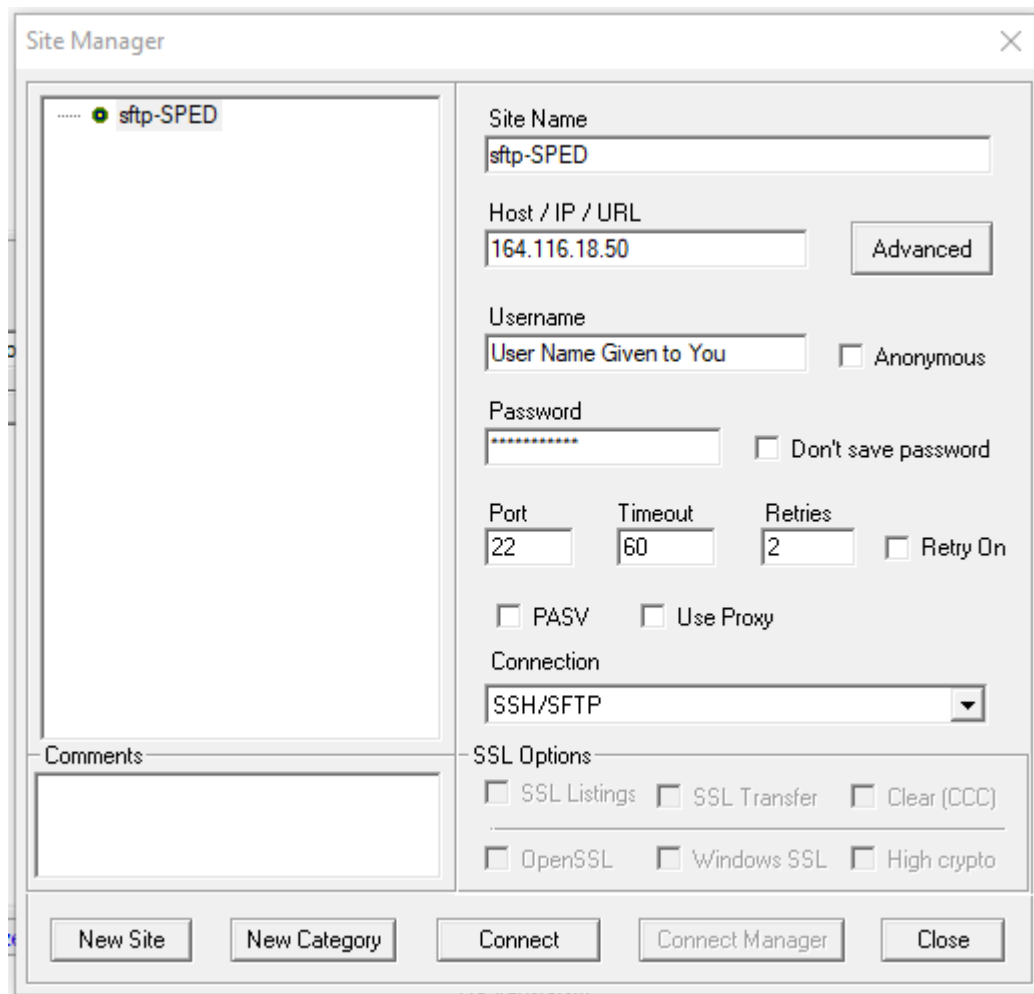 Site Manager
sftp-SPED
Site Name
sftp-SPED
Host / IP / URL
164.116.18.50
Advanced
Username
User Name Given to You
Anonymous
Password
***********
Don't save password
Port Timeout Retries
22 60 2 Retry On
PASV Use Proxy
Connection
SSH/SFTP
Comments
SSL Options
SSL Listings SSL Transfer Clear (CCC)
OpenSSL Windows SSL High crypto
New Site New Category Connect Connect Manager Close